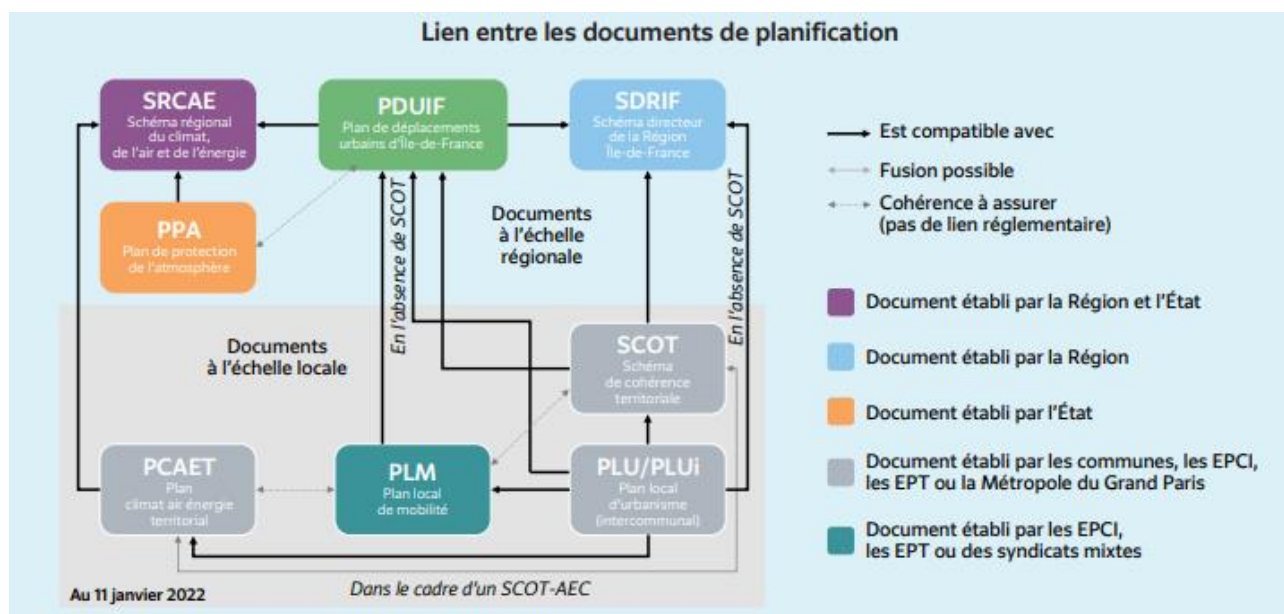 Lien entre les documents de planification
SRCAE
Schéma régional
du climat,
de l'air et de l'énergie
PDUIF
Plan de déplacements
urbains d'Île-de-France
SDRIF
Schéma directeur
de la Région
Île-de-France
PPA
Plan de protection
de l'atmosphère
En l'absence de SCOT
Documents
à l'échelle
régionale
En l'absence de SCOT
Documents
à l'échelle locale
SCOT
Schéma
de cohérence
territoriale
PCAET
Plan
climat air énergie
territorial
PLM
Plan local
de mobilité
PLU/PLUi
Plan local
d'urbanisme
(intercommunal)
Dans le cadre d'un SCOT-AEC
Au 11 janvier 2022
Est compatible avec
Fusion possible
Cohérence à assurer
(pas de lien réglementaire)
Document établi par la Région et l'État
Document établi par la Région
Document établi par l'État
Document établi par les communes, les EPCI,
les EPT ou la Métropole du Grand Paris
Document établi par les EPCI,
les EPT ou des syndicats mixtes